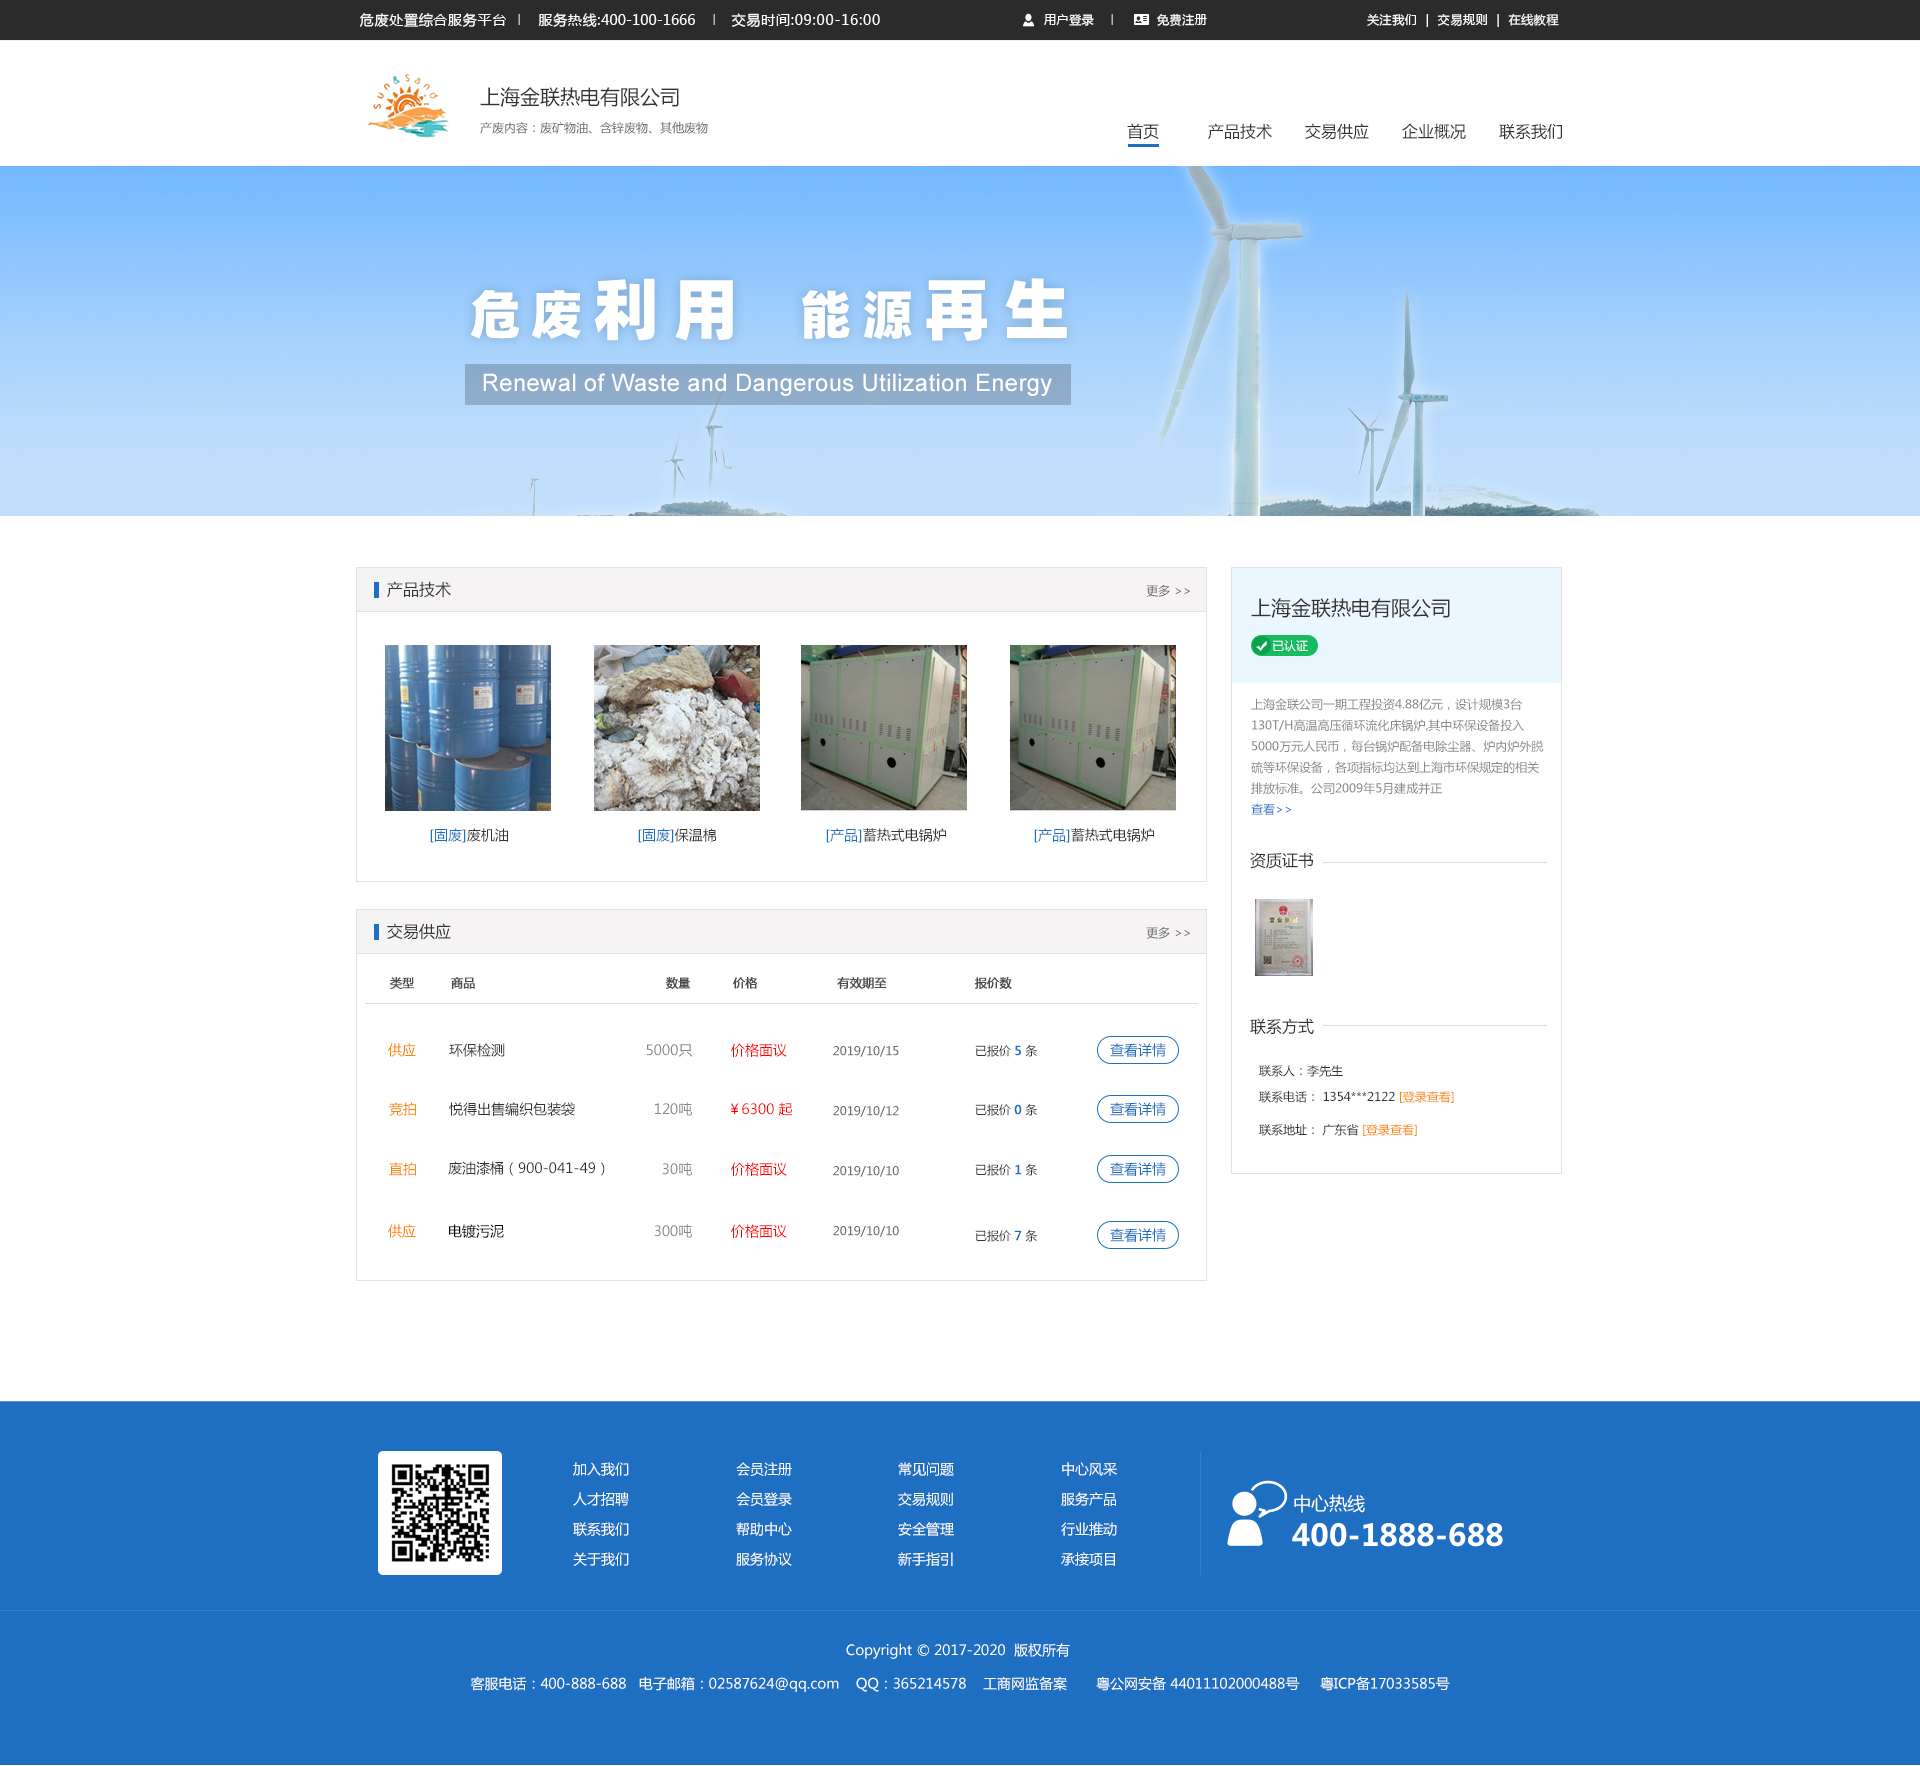 危废处置综合服务平台 | 服务热线:400-100-1666 | 交易时间:09:00-16:00 用户登录 | 免费注册 关注我们 | 交易规则 | 在线教程
Sun & Sand
上海金联热电有限公司
产废内容：废矿物油、含锌废物、其他废物
首页 产品技术 交易供应 企业概况 联系我们
危废利用 能源再生
Renewal of Waste and Dangerous Utilization Energy
产品技术 更多 >>
[固废]废机油 [固废]保温棉 [产品]蓄热式电锅炉 [产品]蓄热式电锅炉
交易供应 更多 >>
类型 商品 数量 价格 有效期至 报价数
供应 环保检测 5000只 价格面议 2019/10/15 已报价 5 条 查看详情
竞拍 悦得出售编织包装袋 120吨 ¥6300 起 2019/10/12 已报价 0 条 查看详情
直拍 废油漆桶（900-041-49） 30吨 价格面议 2019/10/10 已报价 1 条 查看详情
供应 电镀污泥 300吨 价格面议 2019/10/10 已报价 7 条 查看详情
上海金联热电有限公司
已认证
上海金联公司一期工程投资4.88亿元，设计规模3台
130T/H高温高压循环流化床锅炉,其中环保设备投入
5000万元人民币，每台锅炉配备电除尘器、炉内炉外脱
硫等环保设备，各项指标均达到上海市环保规定的相关
排放标准。公司2009年5月建成并正
查看>>
资质证书
营业执照
联系方式
联系人：李先生
联系电话： 1354***2122 [登录查看]
联系地址： 广东省 [登录查看]
加入我们 会员注册 常见问题 中心风采
人才招聘 会员登录 交易规则 服务产品
联系我们 帮助中心 安全管理 行业推动
关于我们 服务协议 新手指引 承接项目
中心热线
400-1888-688
Copyright © 2017-2020 版权所有
客服电话：400-888-688 电子邮箱：02587624@qq.com QQ：365214578 工商网监备案 粤公网安备 44011102000488号 粤ICP备17033585号